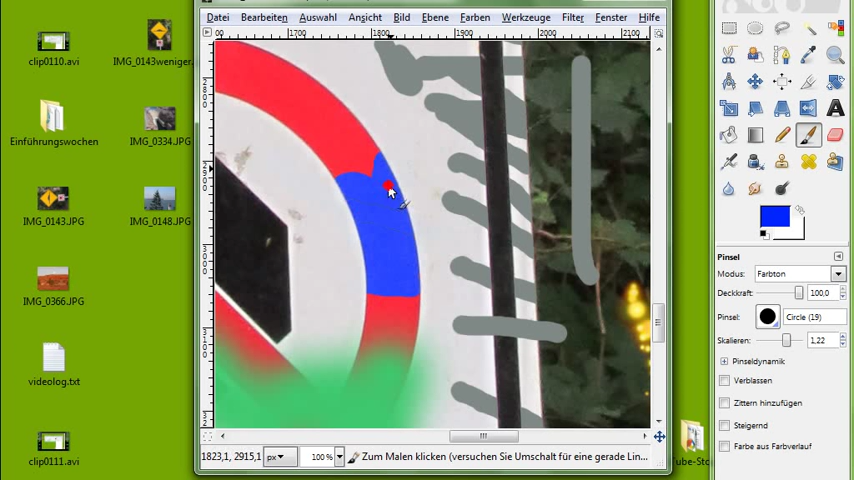 Datei Bearbeiten Auswahl Ansicht Bild Ebene Farben Werkzeuge Filter Fenster Hilfe
00 1700 1800 1900 2000 2100
clip0110.avi IMG_0143weniger.
Einführungswochen IMG_0334.JPG
IMG_0143.JPG IMG_0148.JPG
IMG_0366.JPG
videolog.txt
clip0111.avi
Pinsel
Modus: Farbton
Deckkraft: 100,0
Pinsel: Circle (19)
Skalieren: 1,22
Pinseldynamik
Verblassen
Zittern hinzufügen
Steigernd
Farbe aus Farbverlauf
1823,1, 2915,1 px 100 % Zum Malen klicken (versuchen Sie Umschalt für eine gerade Lin...